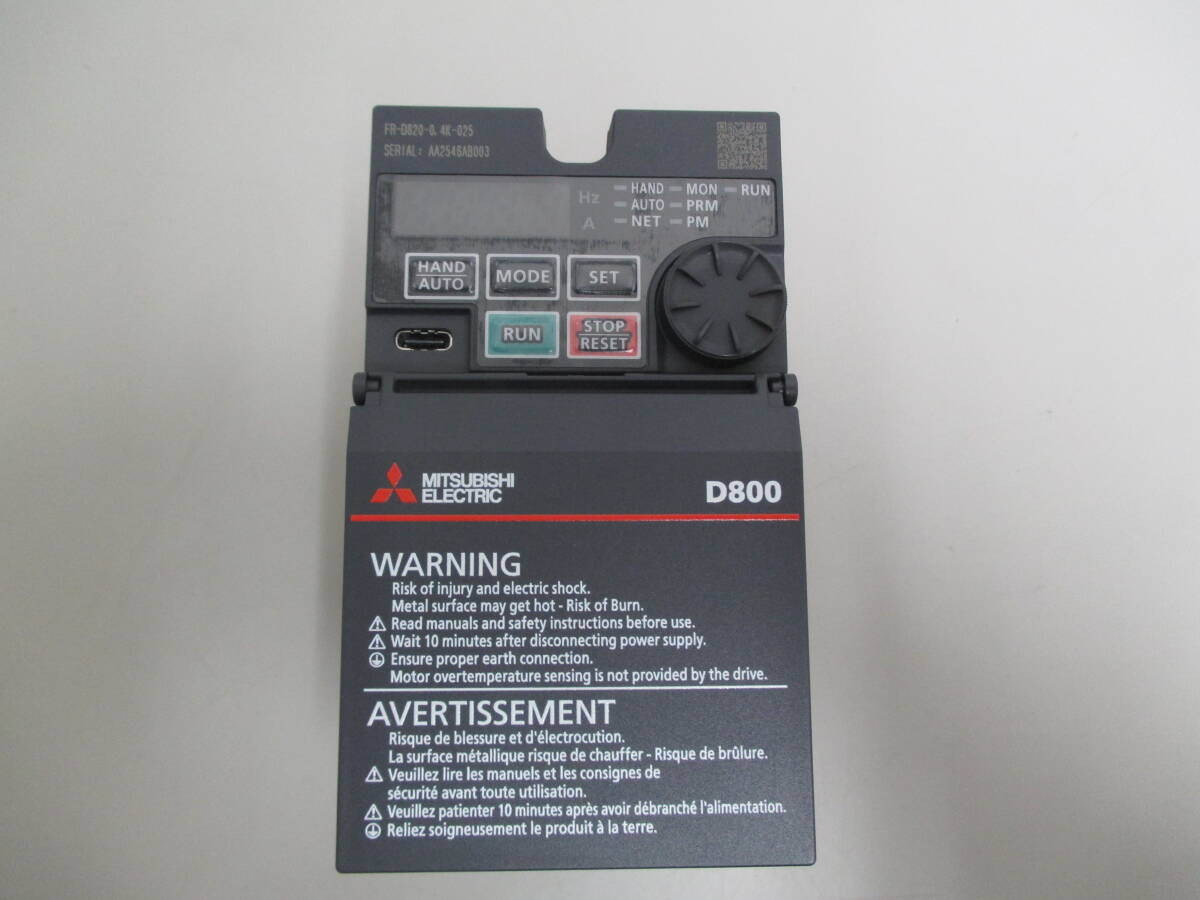 FR-D820-0.4K-025
SERIAL: AA2546AB003
Hz
A
HAND MON RUN
AUTO PRM
NET PM
HAND
AUTO
MODE
SET
RUN
STOP
RESET
MITSUBISHI
ELECTRIC
D800
WARNING
Risk of injury and electric shock.
Metal surface may get hot - Risk of Burn.
Read manuals and safety instructions before use.
Wait 10 minutes after disconnecting power supply.
Ensure proper earth connection.
Motor overtemperature sensing is not provided by the drive.
AVERTISSEMENT
Risque de blessure et d'électrocution.
La surface métallique risque de chauffer - Risque de brûlure.
Veuillez lire les manuels et les consignes de
sécurité avant toute utilisation.
Veuillez patienter 10 minutes après avoir débranché l'alimentation.
Reliez soigneusement le produit à la terre.